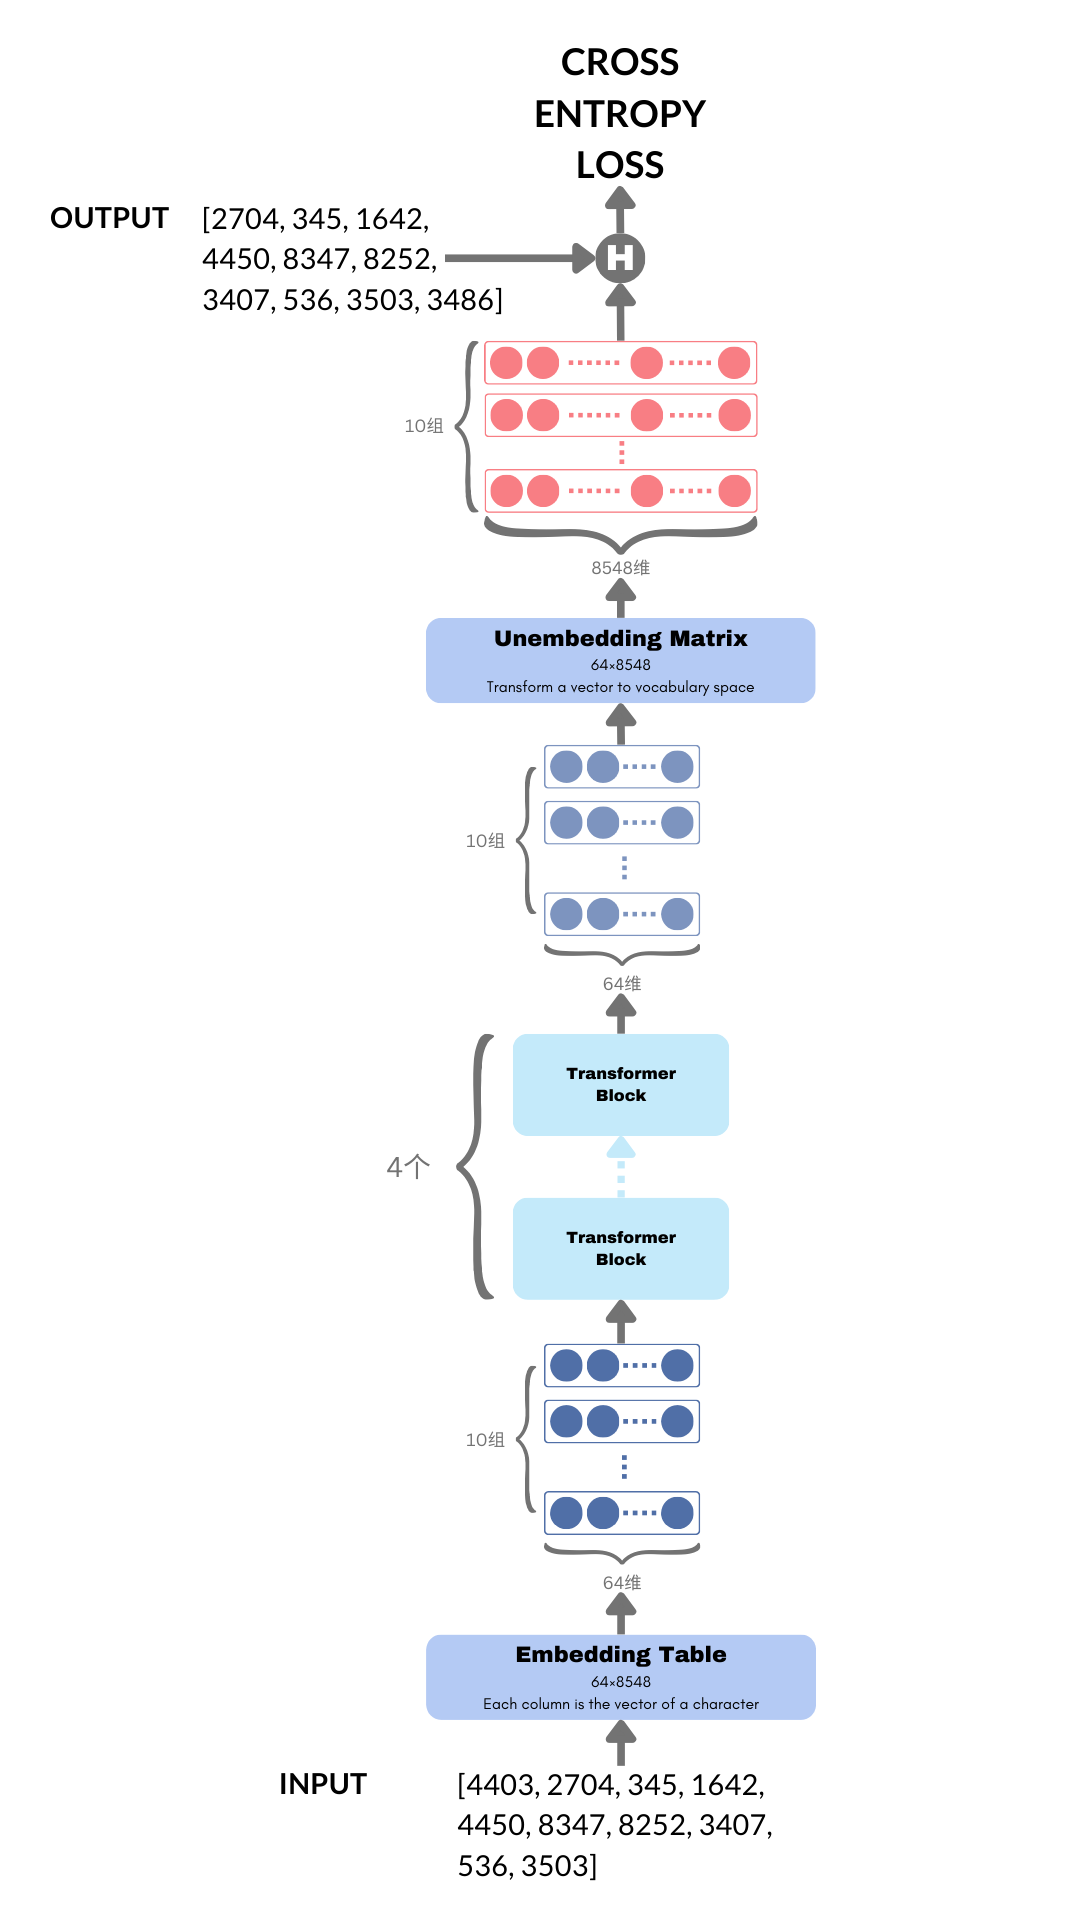 CROSS
ENTROPY
LOSS
OUTPUT
[2704, 345, 1642,
4450, 8347, 8252,
3407, 536, 3503, 3486]
H
10组
8548维
Unembedding Matrix
64×8548
Transform a vector to vocabulary space
10组
64维
Transformer
Block
4个
Transformer
Block
10组
64维
Embedding Table
64×8548
Each column is the vector of a character
INPUT
[4403, 2704, 345, 1642,
4450, 8347, 8252, 3407,
536, 3503]